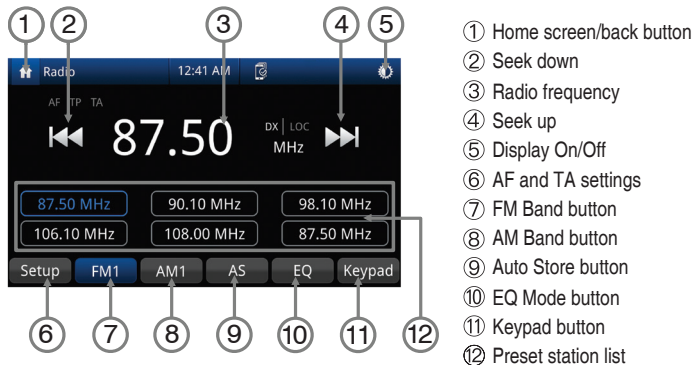 ① ② ③ ④ ⑤
Radio 12:41 AM
AF TP TA
87.50 DX | LOC
MHz
87.50 MHz 90.10 MHz 98.10 MHz
106.10 MHz 108.00 MHz 87.50 MHz
Setup FM1 AM1 AS EQ Keypad
⑥ ⑦ ⑧ ⑨ ⑩ ⑪ ⑫
① Home screen/back button
② Seek down
③ Radio frequency
④ Seek up
⑤ Display On/Off
⑥ AF and TA settings
⑦ FM Band button
⑧ AM Band button
⑨ Auto Store button
⑩ EQ Mode button
⑪ Keypad button
⑫ Preset station list